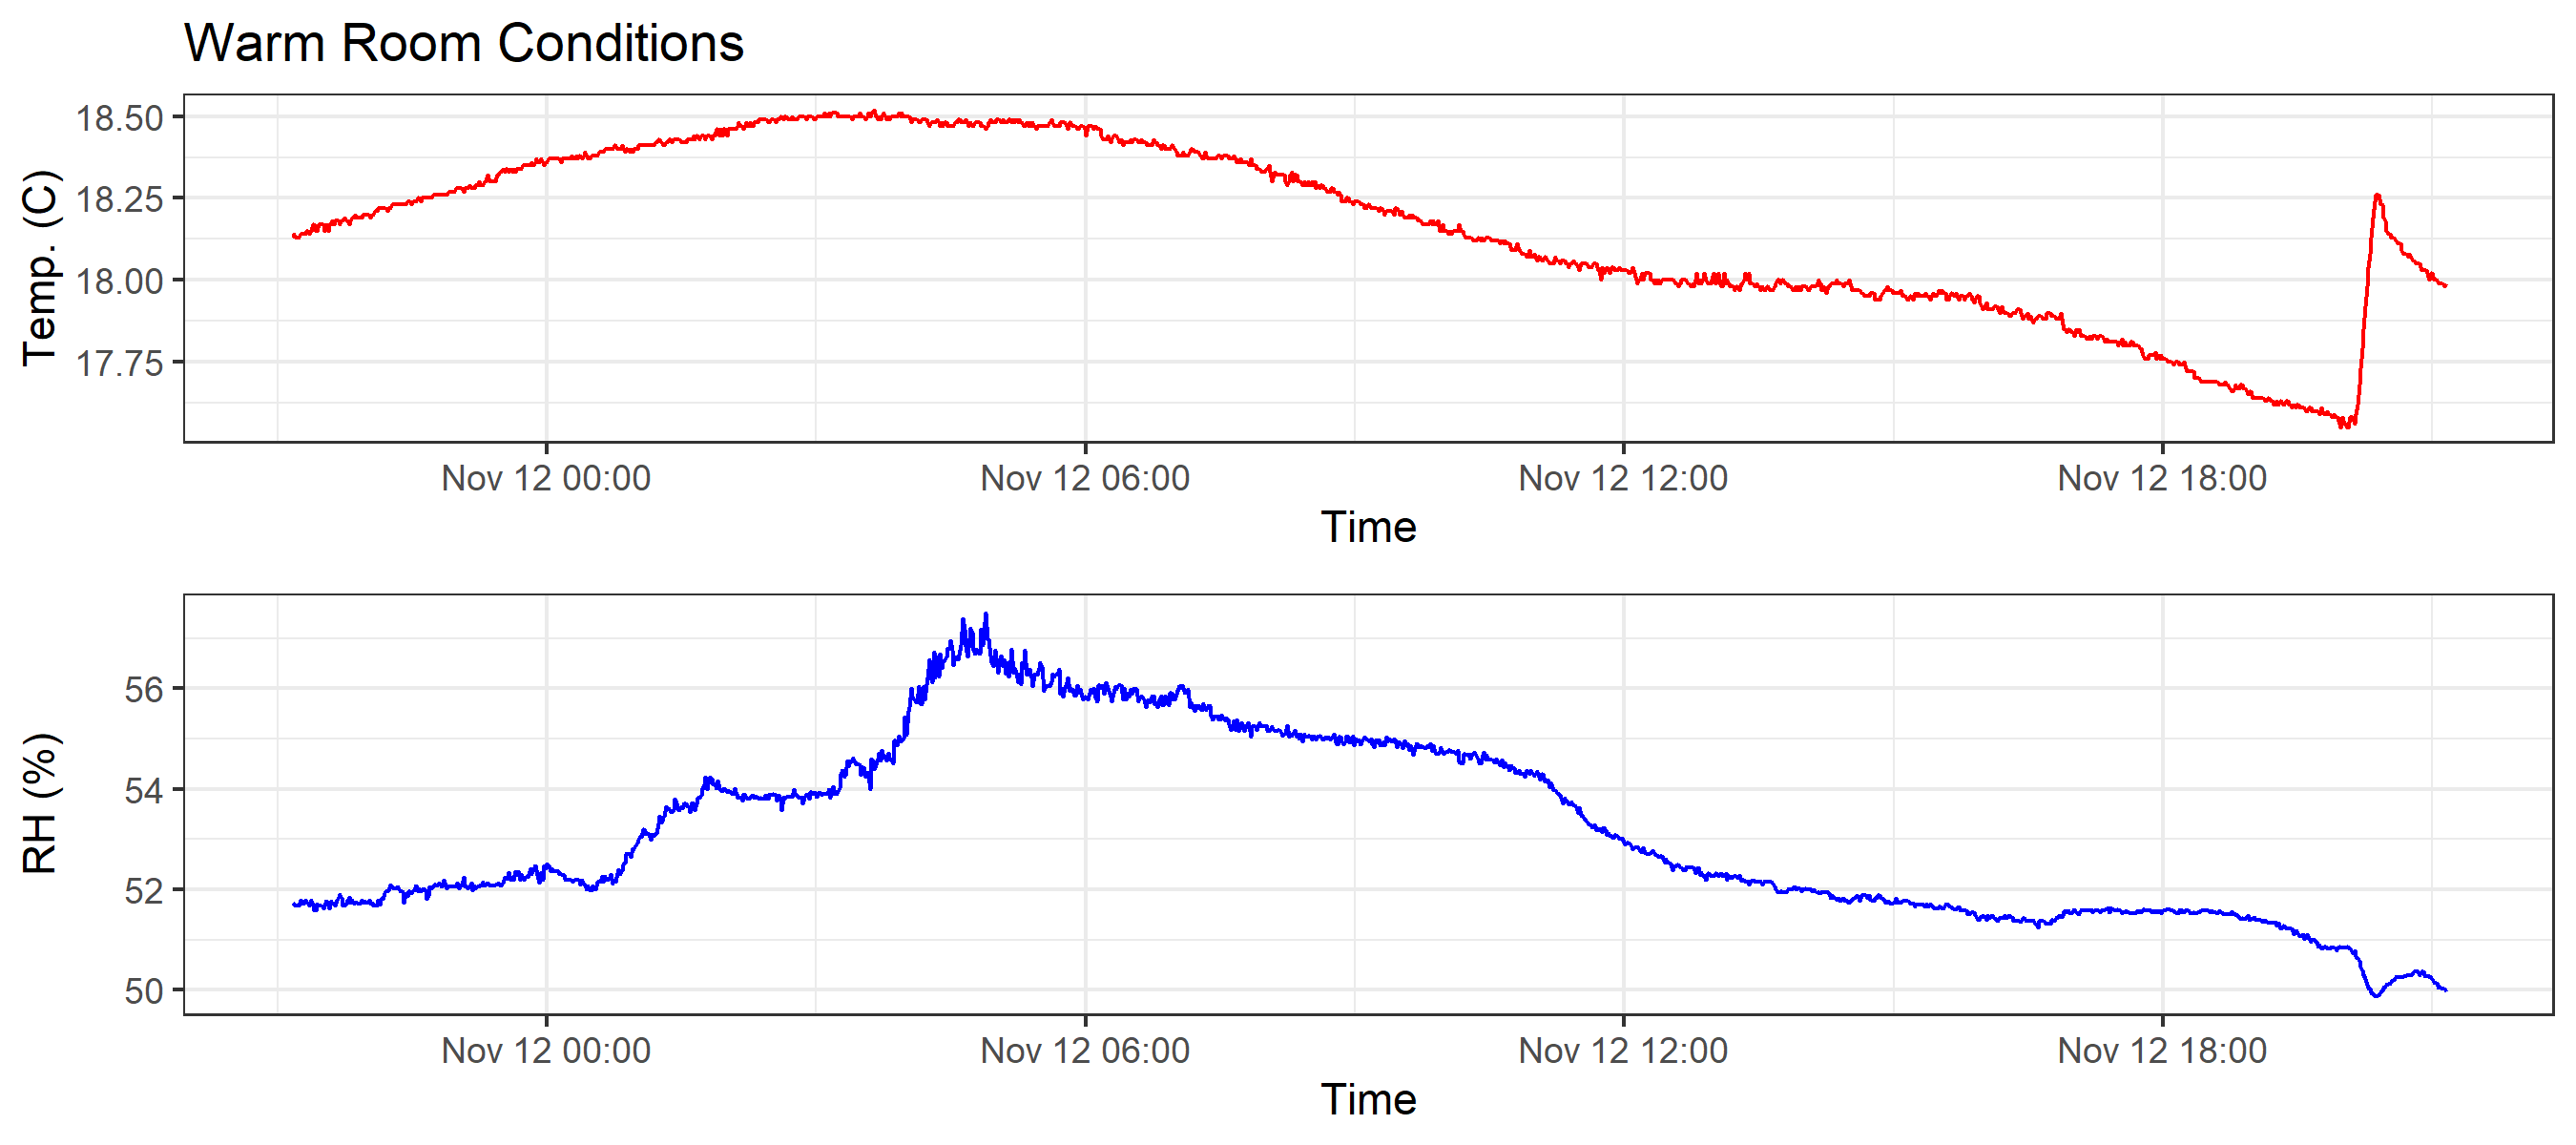 Warm Room Conditions
Temp. (C)
18.50
18.25
18.00
17.75
Nov 12 00:00 Nov 12 06:00 Nov 12 12:00 Nov 12 18:00
Time
RH (%)
56
54
52
50
Nov 12 00:00 Nov 12 06:00 Nov 12 12:00 Nov 12 18:00
Time